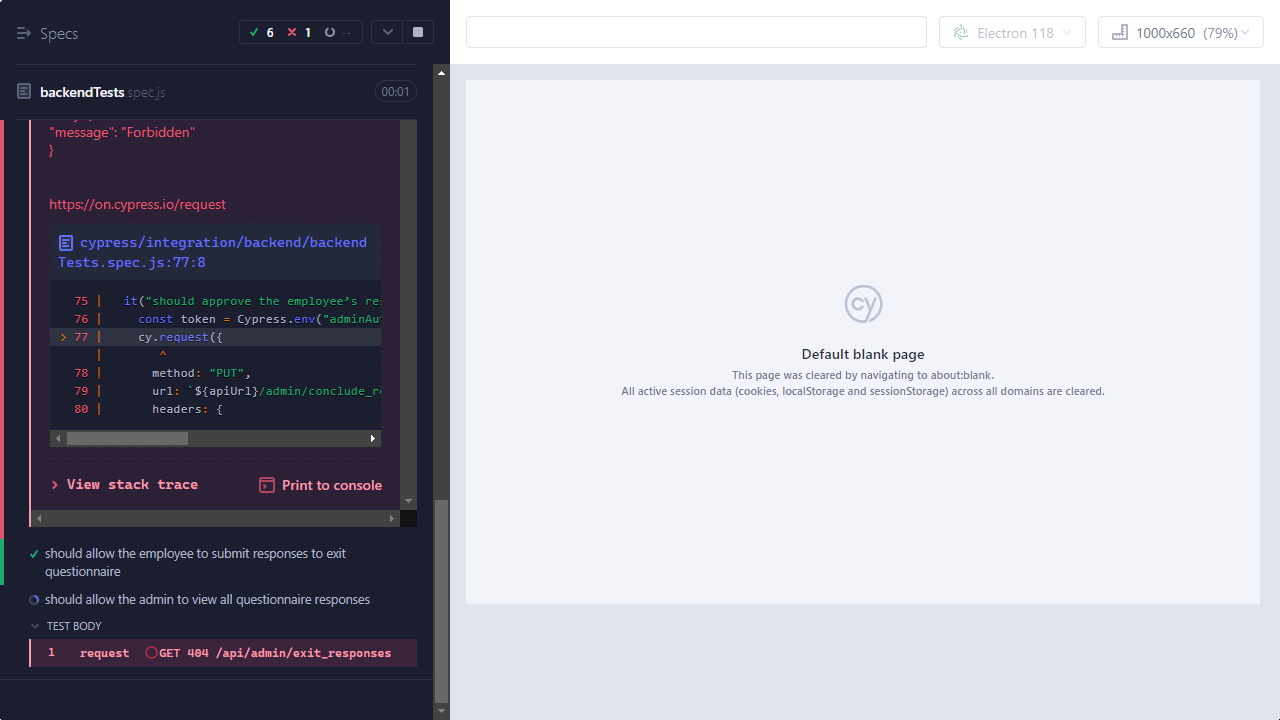 Specs
6 1 --
Electron 118
1000x660 (79%)
backendTests.spec.js
00:01
"message": "Forbidden"
}
https://on.cypress.io/request
cypress/integration/backend/backend
Tests.spec.js:77:8
75 | it("should approve the employee’s res
76 | const token = Cypress.env("adminAu
> 77 | cy.request({
| ^
78 | method: "PUT",
79 | url: `${apiUrl}/admin/conclude_re
80 | headers: {
> View stack trace
Print to console
should allow the employee to submit responses to exit
questionnaire
should allow the admin to view all questionnaire responses
TEST BODY
1 request GET 404 /api/admin/exit_responses
cy
Default blank page
This page was cleared by navigating to about:blank.
All active session data (cookies, localStorage and sessionStorage) across all domains are cleared.